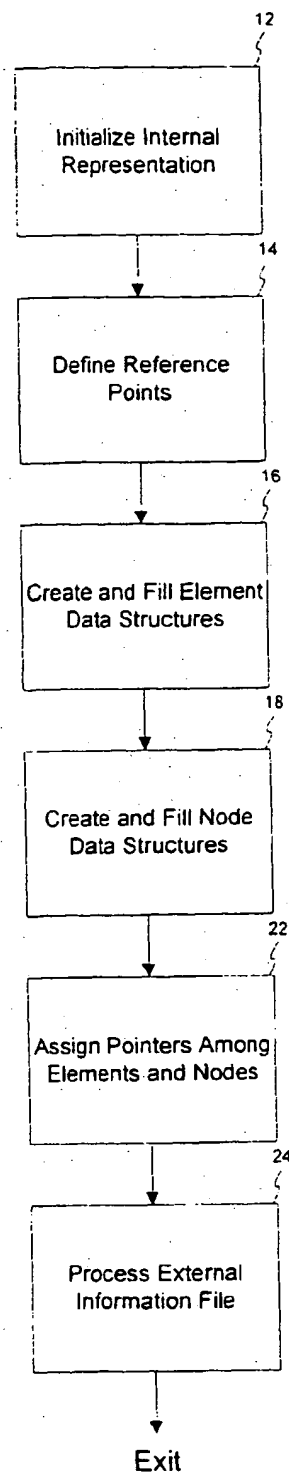 12
Initialize Internal
Representation
14
Define Reference
Points
16
Create and Fill Element
Data Structures
18
Create and Fill Node
Data Structures
22
Assign Pointers Among
Elements and Nodes
24
Process External
Information File
Exit